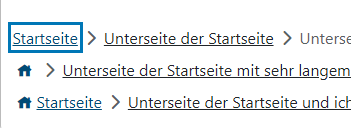 Startseite > Unterseite der Startseite > Unterse
> Unterseite der Startseite mit sehr langem
Startseite > Unterseite der Startseite und ich